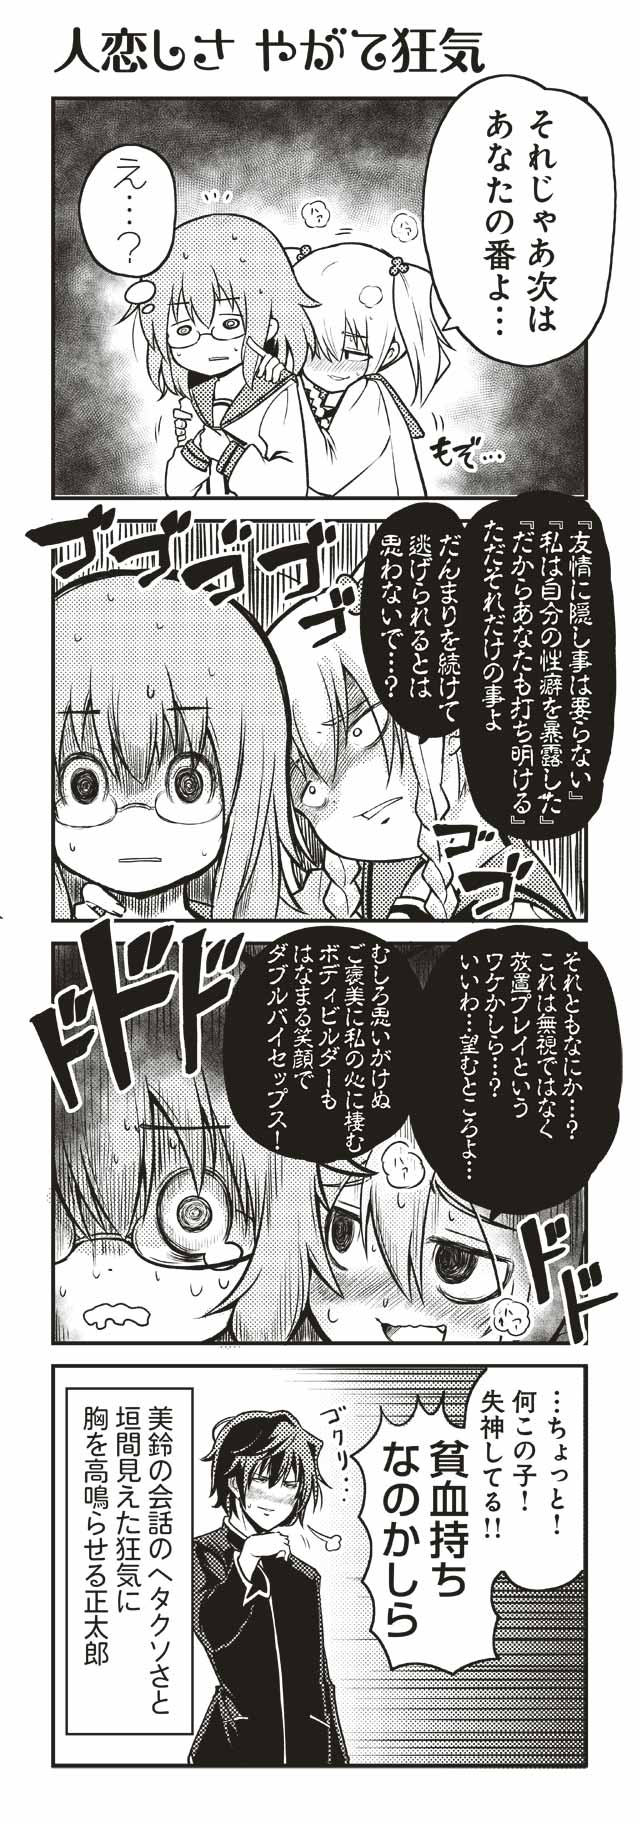 人恋しさ やがて狂気
それじゃあ次は
あなたの番よ…
え…?
もぞ…
『友情に隠し事は要らない』
『私は自分の性癖を暴露した』
『だからあなたも打ち明ける』
ただそれだけの事よ
だんまりを続けて
逃げられるとは
思わないで…?
ゴゴゴゴゴ
ゴゴゴ
それともなにか…?
これは無視ではなく
放置プレイという
ワケかしら…?
いいわ…望むところよ…
むしろ思いがけぬ
ご褒美に私の心に棲む
ボディビルダーも
はなまる笑顔で
ダブルバイセップス!
ドドド
ドドド
…ちょっと!
何この子!
失神してる!!
貧血持ち
なのかしら
ゴクリ…
美鈴の会話のヘタクソさと
垣間見えた狂気に
胸を高鳴らせる正太郎